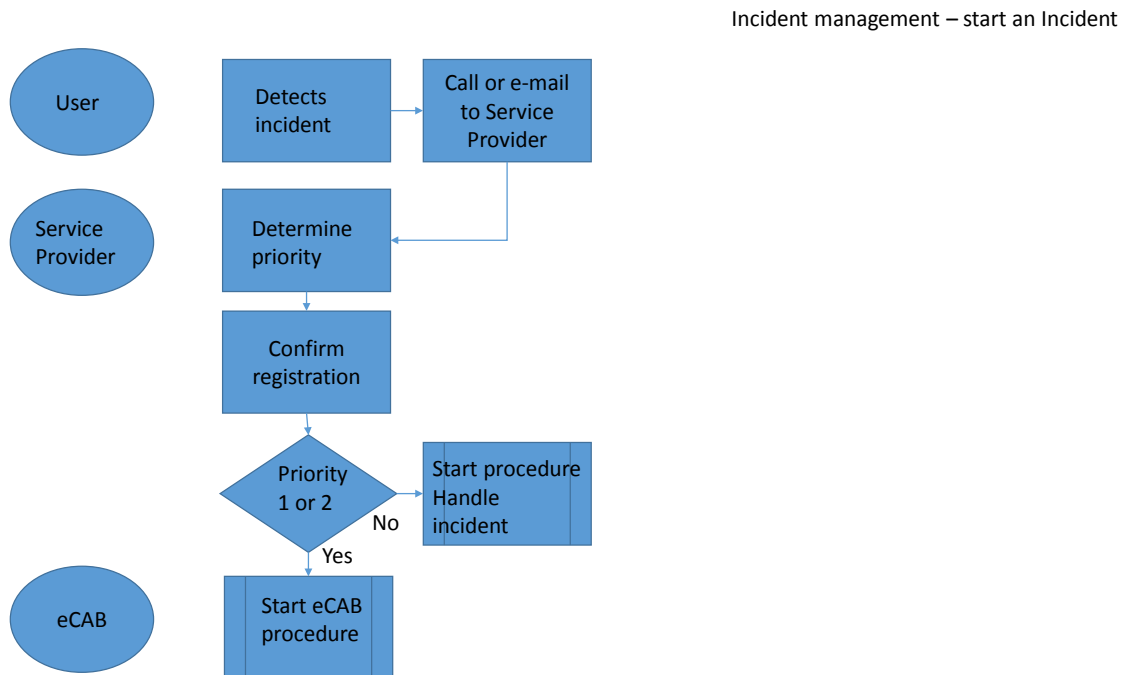 Incident management – start an Incident
User
Detects
incident
Call or e-mail
to Service
Provider
Service
Provider
Determine
priority
Confirm
registration
Priority
1 or 2
No
Yes
Start procedure
Handle
incident
eCAB
Start eCAB
procedure